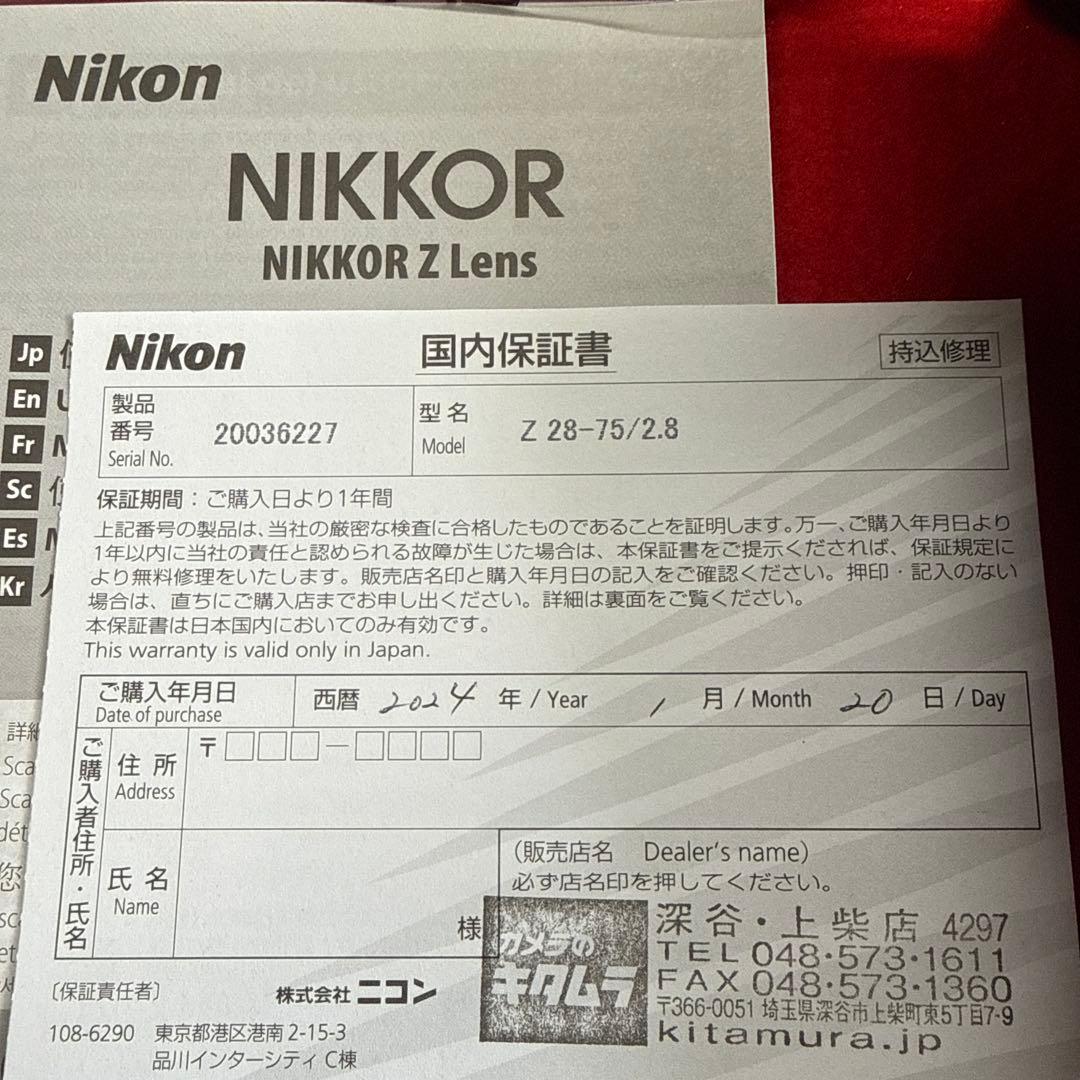 Nikon
NIKKOR
NIKKOR Z Lens
Jp
En
Fr
Sc
Es
Kr
詳細
Sca
Sca
dét
您
Nikon
国内保証書
持込修理
製品
番号
Serial No.
20036227
型名
Model
Z 28-75/2.8
保証期間：ご購入日より1年間
上記番号の製品は、当社の厳密な検査に合格したものであることを証明します。万一、ご購入年月日より
1年以内に当社の責任と認められる故障が生じた場合は、本保証書をご提示くだされば、保証規定に
より無料修理をいたします。販売店名印と購入年月日の記入をご確認ください。押印・記入のない
場合は、直ちにご購入店までお申し出ください。詳細は裏面をご覧ください。
本保証書は日本国内においてのみ有効です。
This warranty is valid only in Japan.
ご購入年月日
Date of purchase
西暦 2024 年 / Year 1 月 / Month 20 日 / Day
ご購入者住所・氏名
住所
Address
〒
氏名
Name
様
(販売店名 Dealer's name)
必ず店名印を押してください。
カメラの
キタムラ
深谷・上柴店 4297
TEL 048・573・1611
FAX 048・573・1360
〒366-0051 埼玉県深谷市上柴町東5丁目7-9
kitamura.jp
〔保証責任者〕
株式会社ニコン
108-6290 東京都港区港南 2-15-3
品川インターシティ C棟